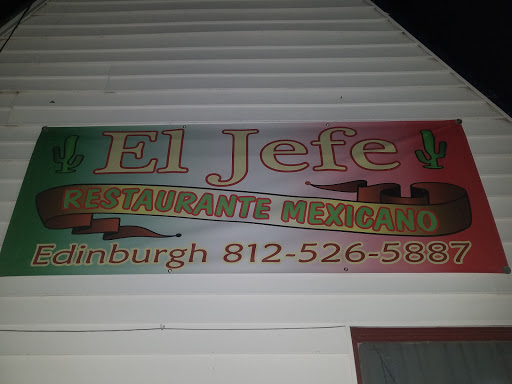 El Jefe
RESTAURANTE MEXICANO
Edinburgh 812-526-5887